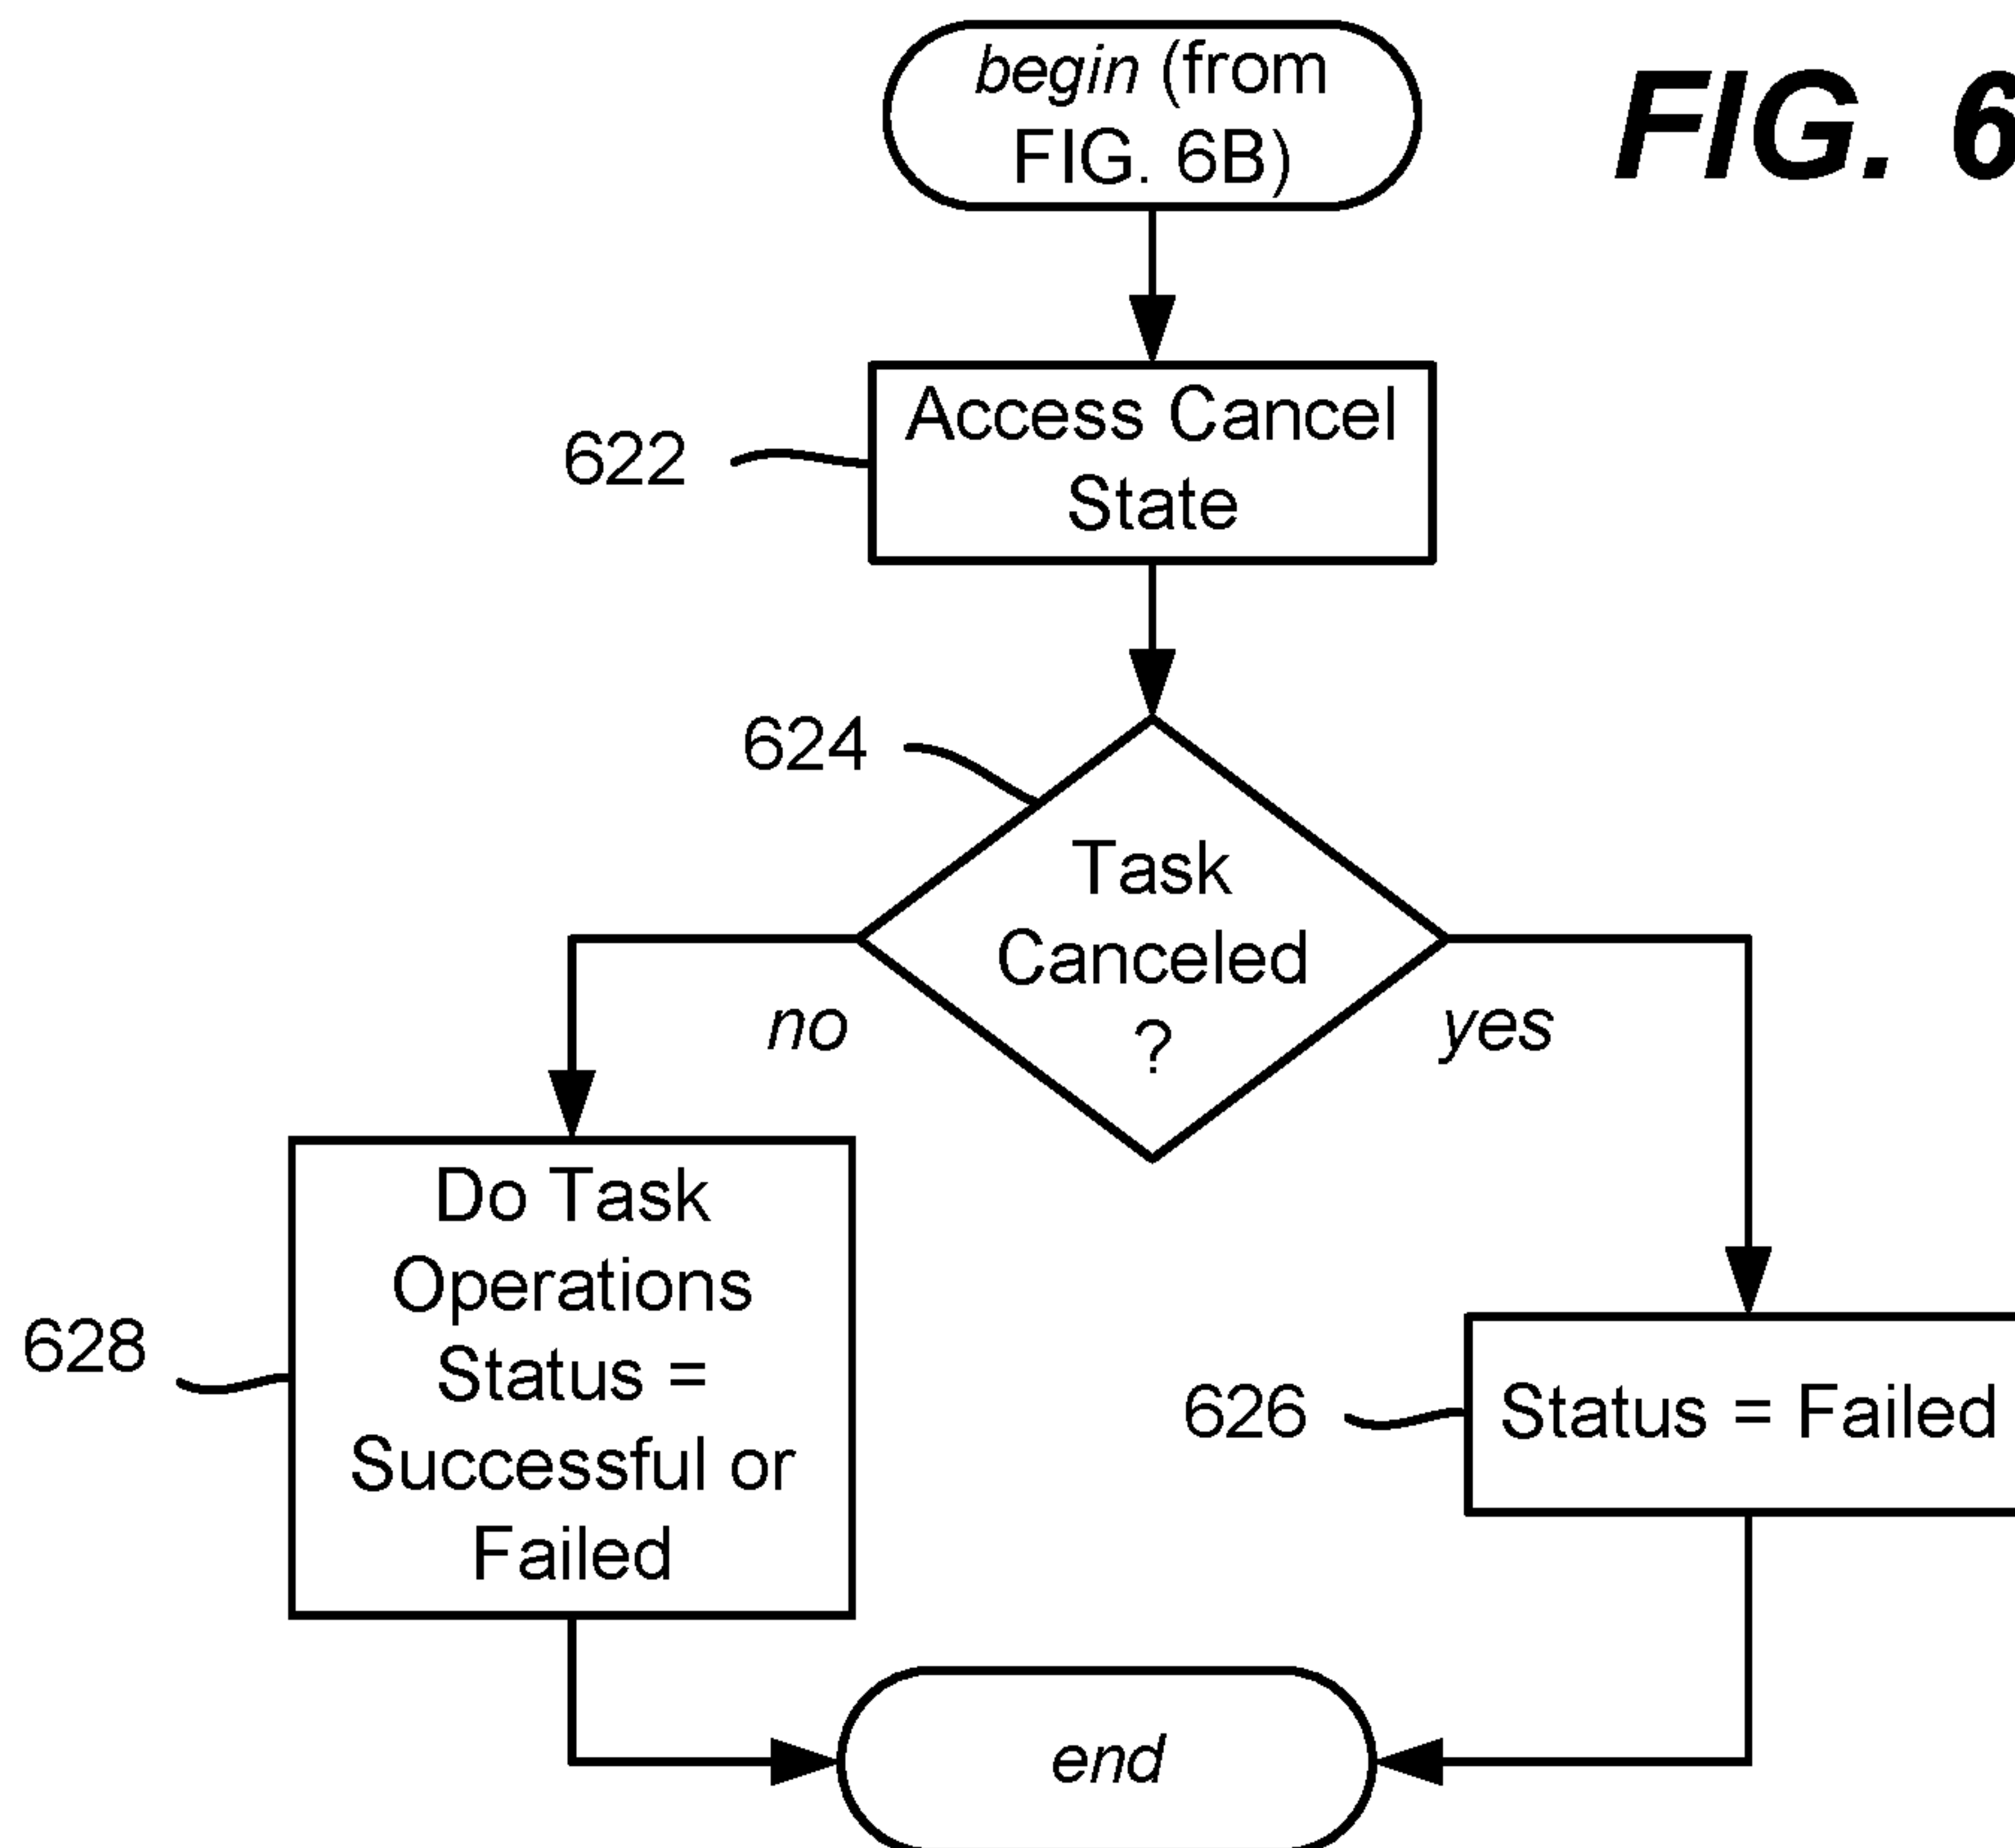 begin (from
FIG. 6B)
FIG. 6
Access Cancel
State
622
624
Task
Canceled
?
no
yes
Do Task
Operations
Status =
Successful or
Failed
628
626
Status = Failed
end